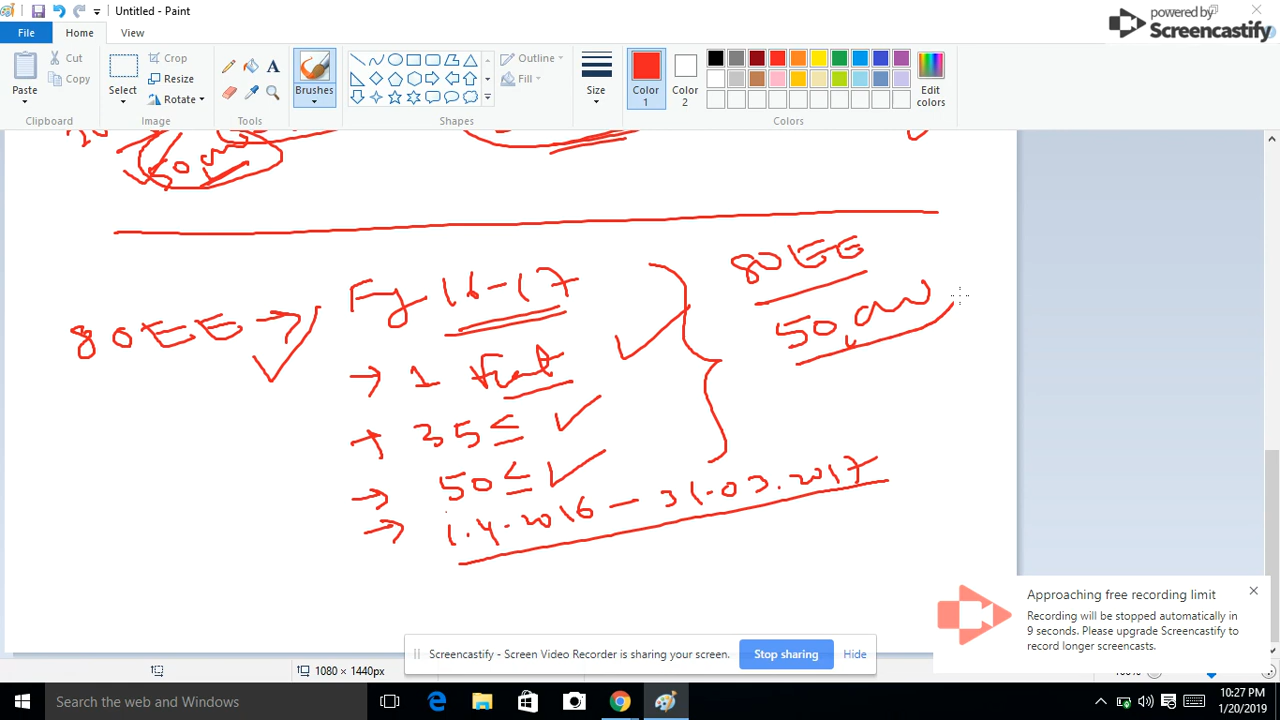 Untitled - Paint
powered by
Screencastify
File
Home
View
Paste
Cut
Copy
Clipboard
Select
Crop
Resize
Rotate
Image
A
Tools
Brushes
Outline
Fill
Shapes
Size
Color
1
Color
2
Edit
colors
Colors
50
80EE
Fy 16-17
80EE
50,000
→ 1
→ 35 ≤
→ 50 ≤
→ 1.4.2016 - 31.03.2017
Approaching free recording limit
Recording will be stopped automatically in
9 seconds. Please upgrade Screencastify to
record longer screencasts.
Screencastify - Screen Video Recorder is sharing your screen.
Stop sharing
Hide
1080 × 1440px
100%
Search Windows
10:27 PM
1/20/2019